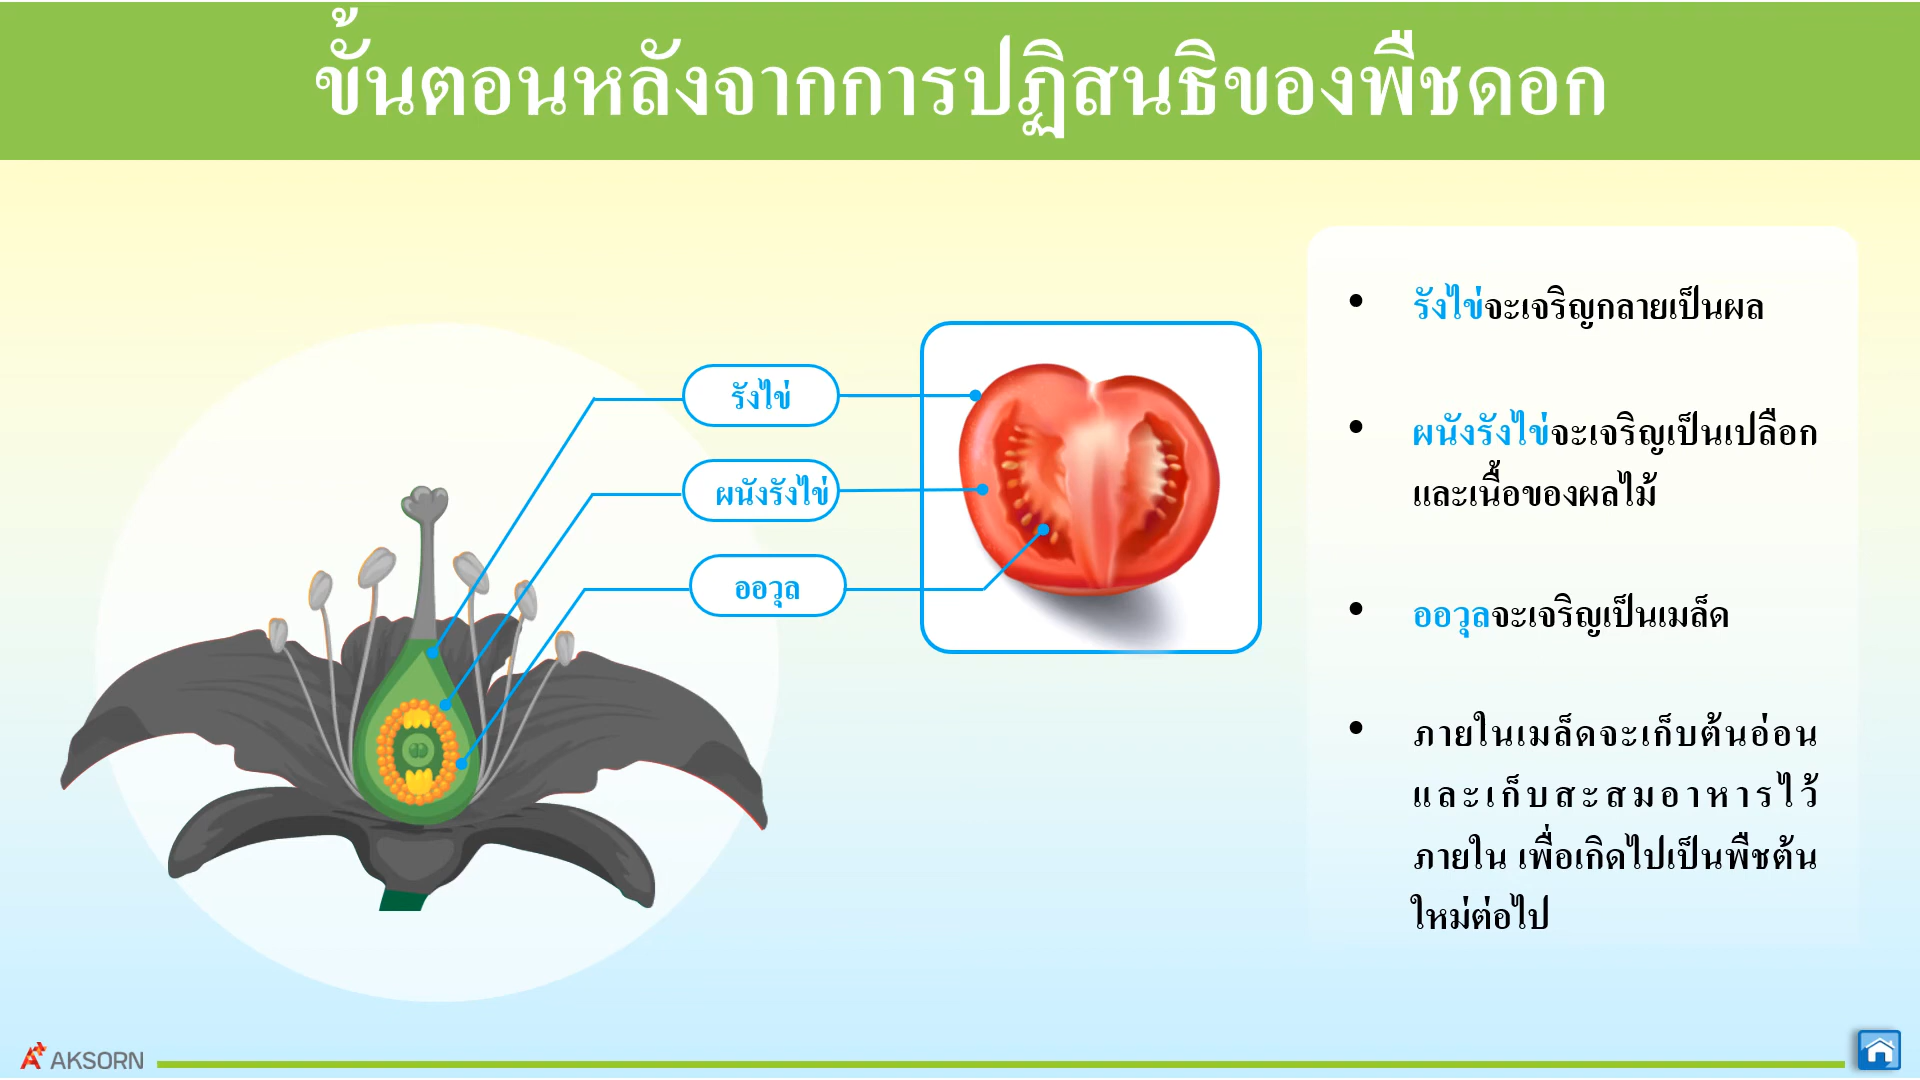 ขั้นตอนหลังจากการปฏิสนธิของพืชดอก
รังไข่
ผนังรังไข่
ออวุล
• รังไข่จะเจริญกลายเป็นผล
• ผนังรังไข่จะเจริญเป็นเปลือก
และเนื้อของผลไม้
• ออวุลจะเจริญเป็นเมล็ด
• ภายในเมล็ดจะเก็บต้นอ่อน
และเก็บสะสมอาหารไว้
ภายใน เพื่อเกิดไปเป็นพืชต้น
ใหม่ต่อไป
AKSORN